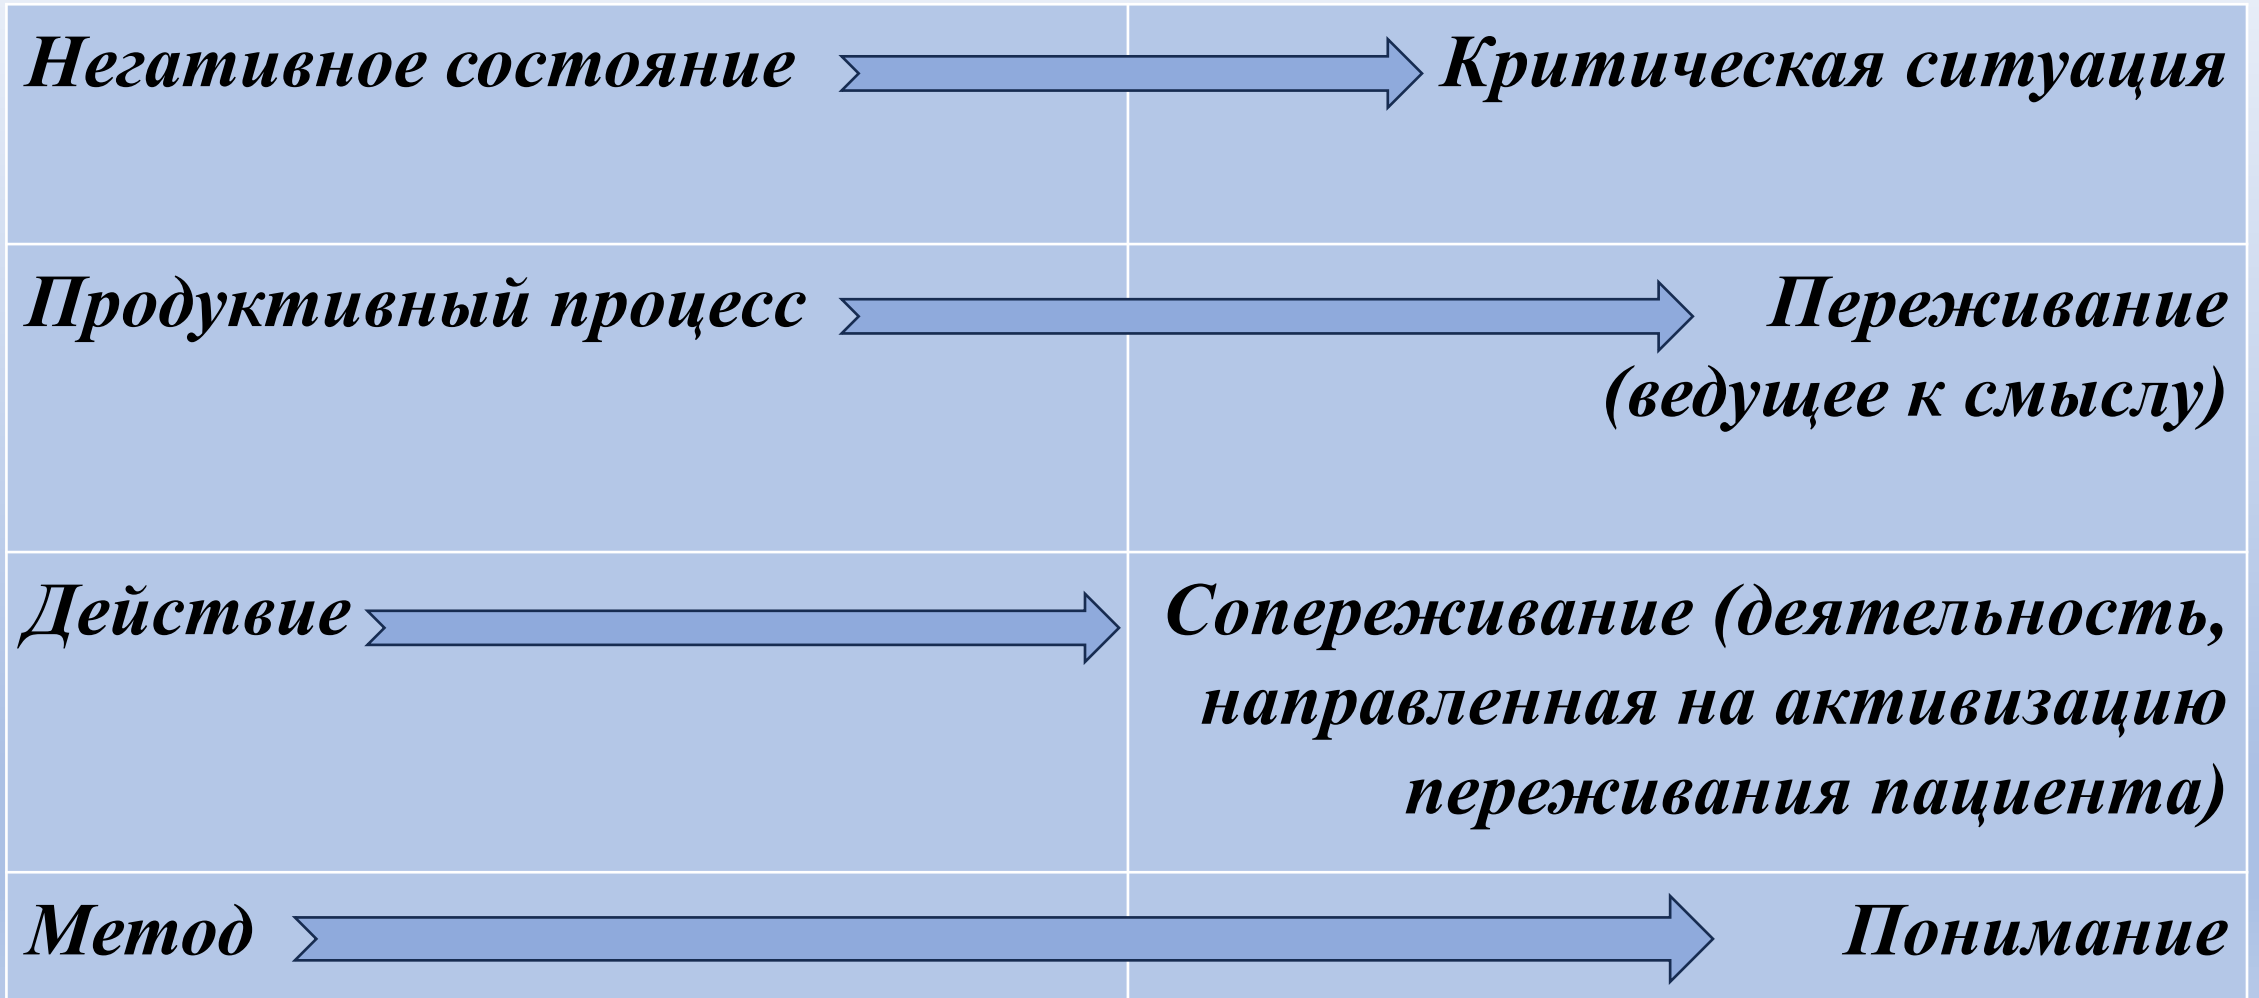 Негативное состояние
Критическая ситуация
Продуктивный процесс
Переживание
(ведущее к смыслу)
Действие
Сопереживание (деятельность,
направленная на активизацию
переживания пациента)
Метод
Понимание